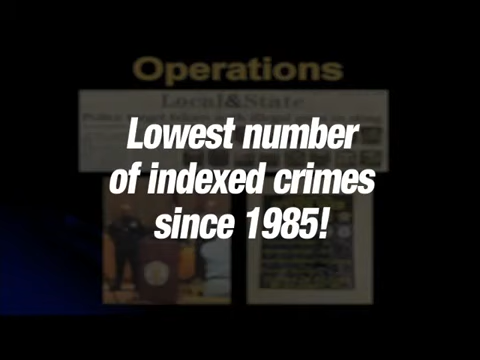 Operations
Local&State
Lowest number
of indexed crimes
since 1985!